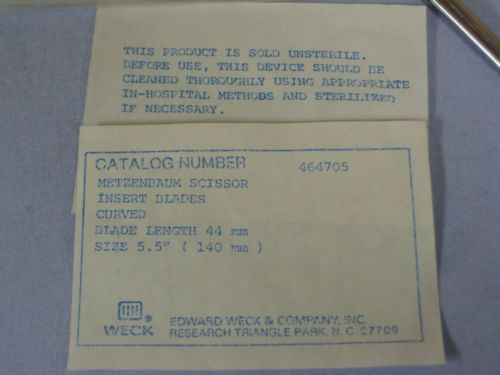 THIS PRODUCT IS SOLD UNSTERILE.
BEFORE USE, THIS DEVICE SHOULD BE
CLEANED THOROUGHLY USING APPROPRIATE
IN-HOSPITAL METHODS AND STERILIZED
IF NECESSARY.
CATALOG NUMBER 464705
METZENBAUM SCISSOR
INSERT BLADES
CURVED
BLADE LENGTH 44 mm
SIZE 5.5" ( 140 mm )
WECK ®
EDWARD WECK & COMPANY, INC.
RESEARCH TRIANGLE PARK, N. C. 27709